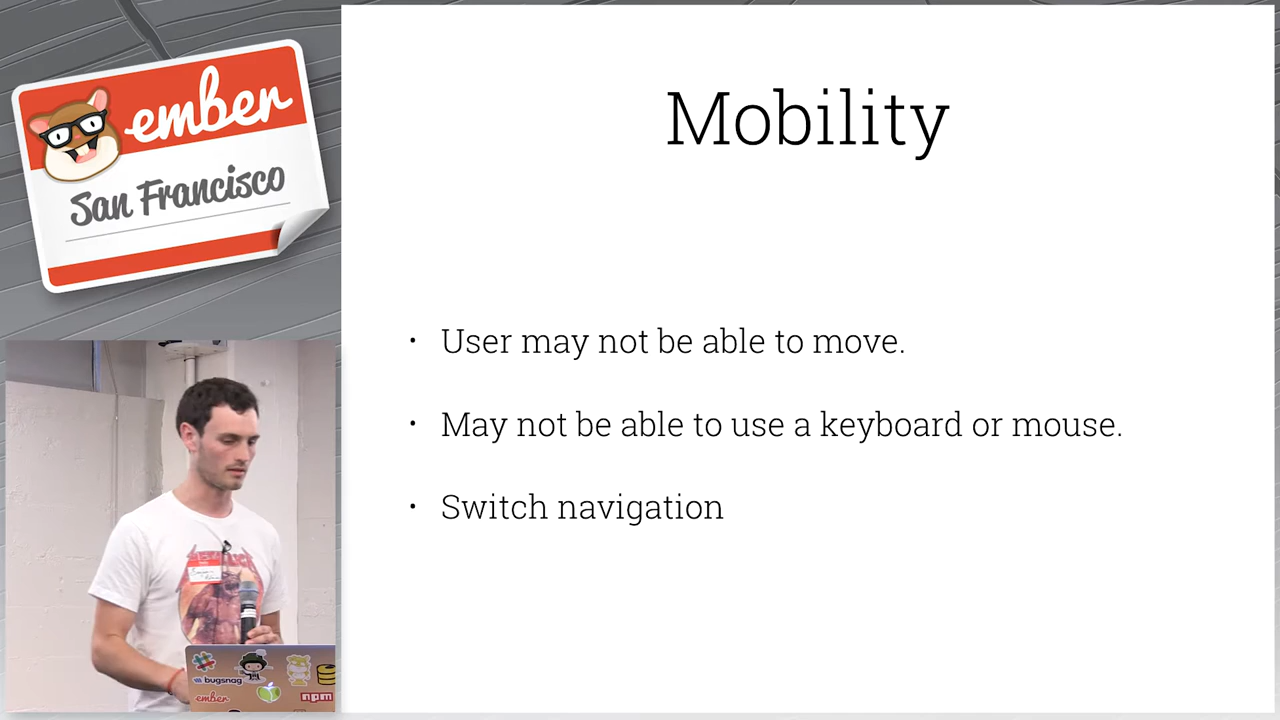 ember
San Francisco
Mobility
• User may not be able to move.
• May not be able to use a keyboard or mouse.
• Switch navigation
bugsnag
ember
npm